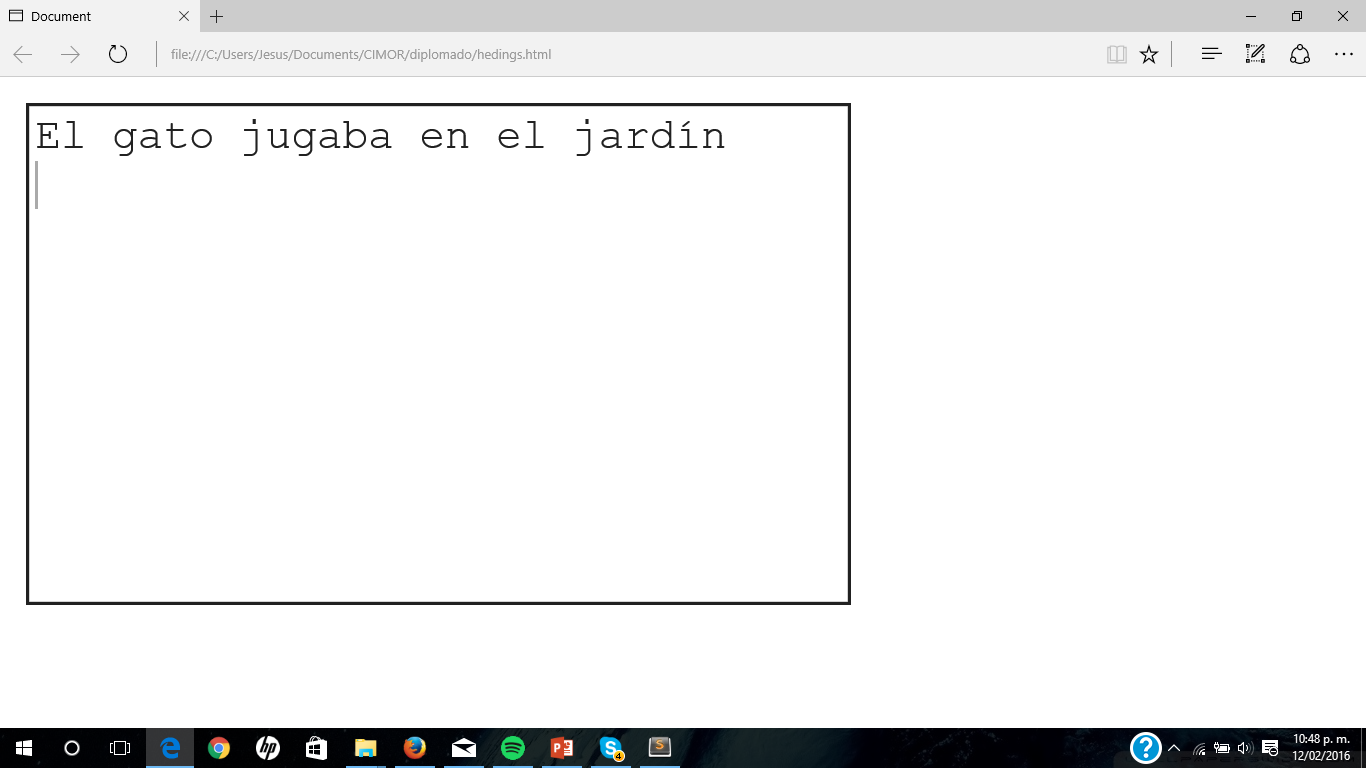 Document
file:///C:/Users/Jesus/Documents/CIMOR/diplomado/hedings.html
El gato jugaba en el jardín
10:48 p. m.
12/02/2016